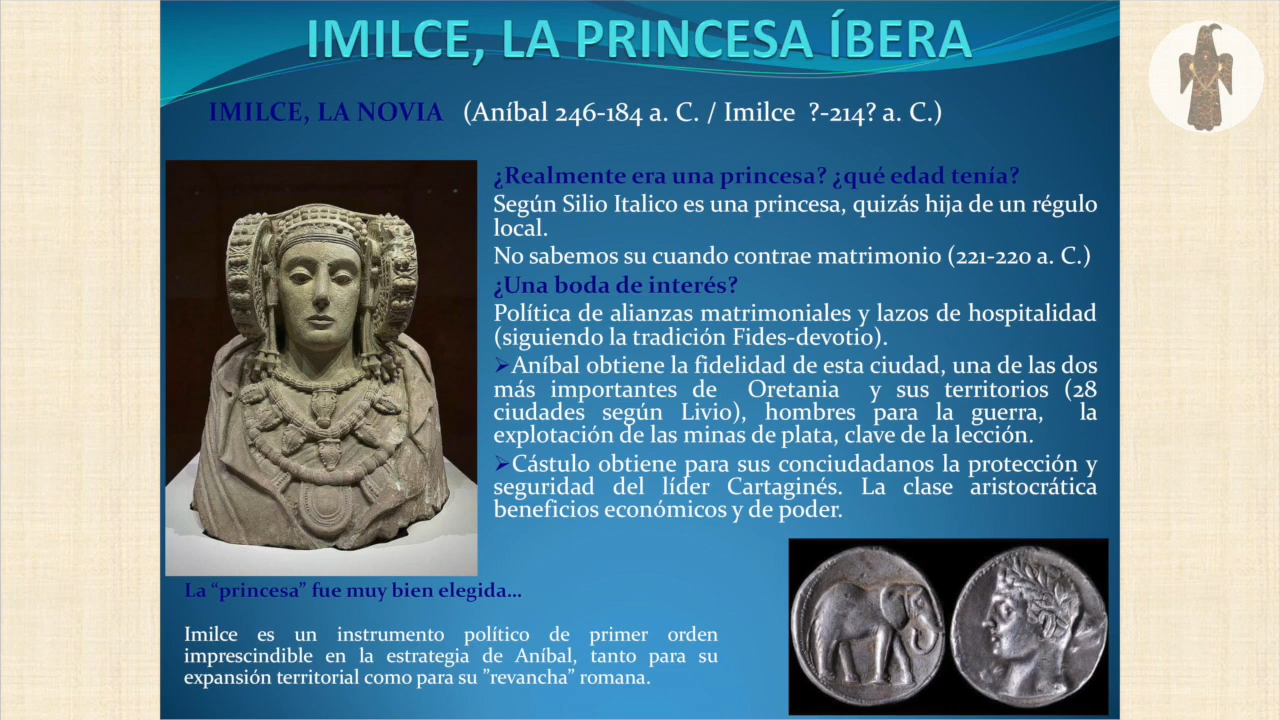 IMILCE, LA PRINCESA ÍBERA
IMILCE, LA NOVIA (Aníbal 246-184 a. C. / Imilce ?-214? a. C.)
¿Realmente era una princesa? ¿qué edad tenía?
Según Silio Italico es una princesa, quizás hija de un régulo
local.
No sabemos su cuando contrae matrimonio (221-220 a. C.)
¿Una boda de interés?
Política de alianzas matrimoniales y lazos de hospitalidad
(siguiendo la tradición Fides-devotio).
➢Aníbal obtiene la fidelidad de esta ciudad, una de las dos
más importantes de Oretania y sus territorios (28
ciudades según Livio), hombres para la guerra, la
explotación de las minas de plata, clave de la lección.
➢Cástulo obtiene para sus conciudadanos la protección y
seguridad del líder Cartaginés. La clase aristocrática
beneficios económicos y de poder.
La “princesa” fue muy bien elegida...
Imilce es un instrumento político de primer orden
imprescindible en la estrategia de Aníbal, tanto para su
expansión territorial como para su ”revancha” romana.